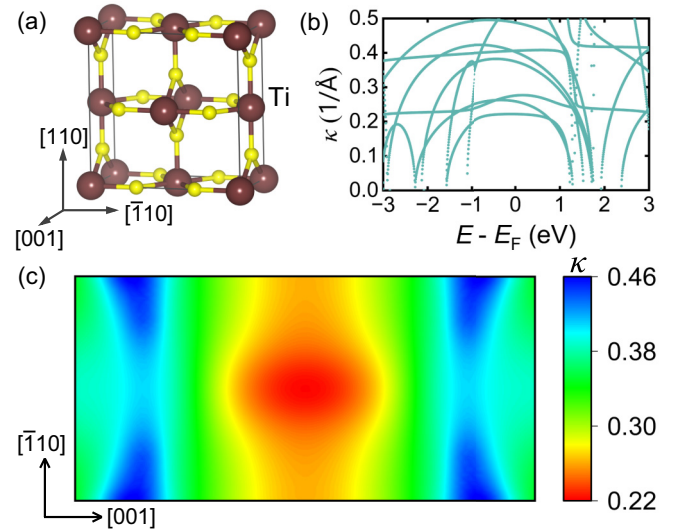 (a)
Ti
[110]
[1̄10]
[001]
(b)
κ (1/Å)
0.5
0.4
0.3
0.2
0.1
0.0
−3 −2 −1 0 1 2 3
E - E_F (eV)
(c)
κ
0.46
0.38
0.30
0.22
[1̄10]
[001]